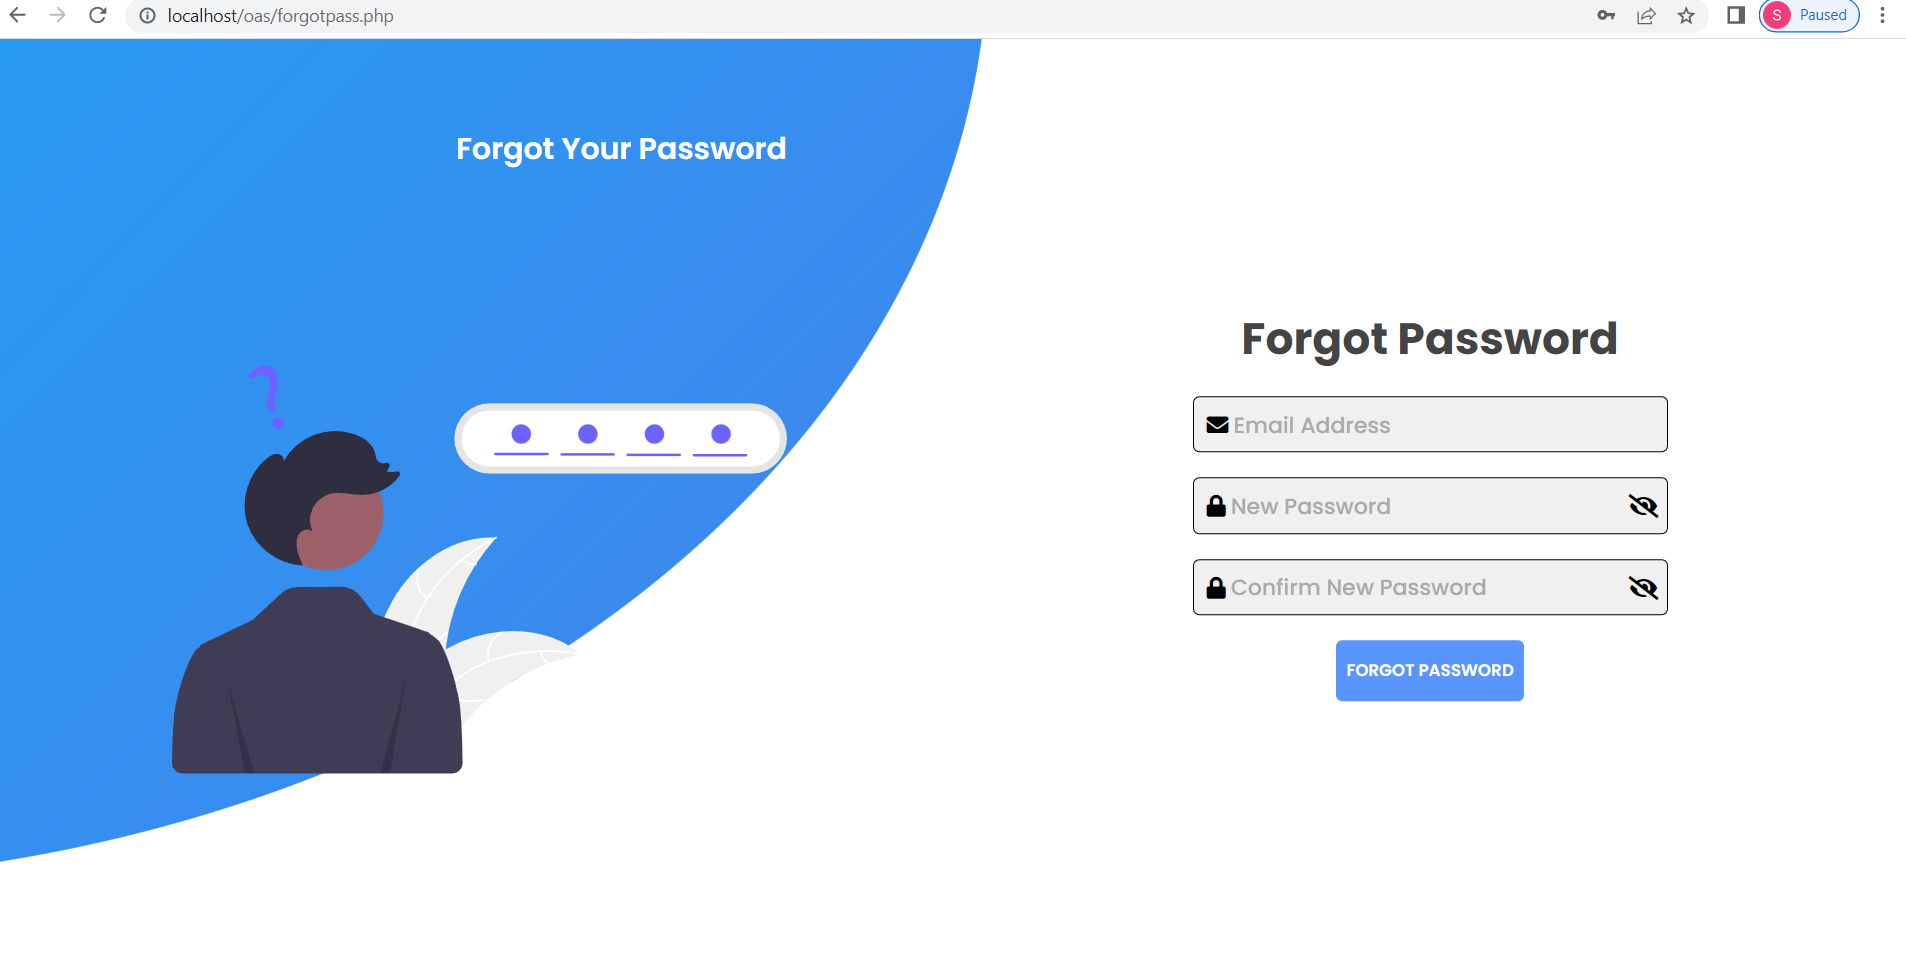 localhost/oas/forgotpass.php
S Paused
Forgot Your Password
?
Forgot Password
Email Address
New Password
Confirm New Password
FORGOT PASSWORD